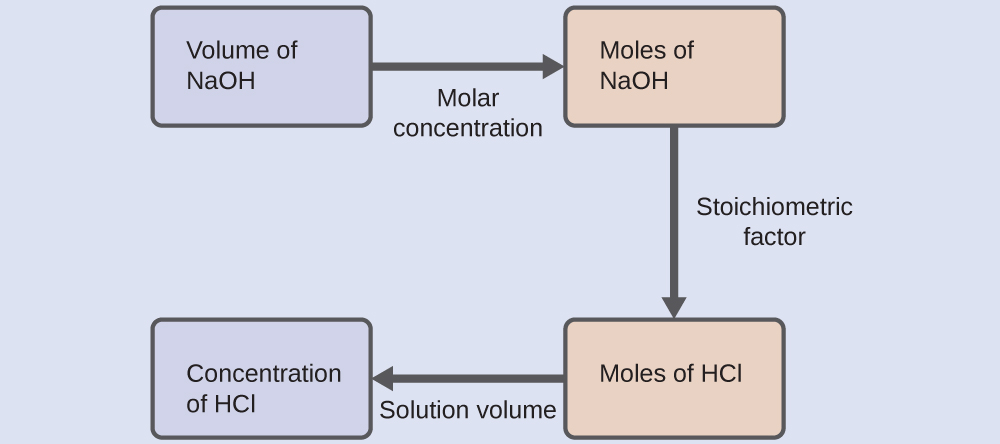 Volume of
NaOH
Molar
concentration
Moles of
NaOH
Stoichiometric
factor
Moles of HCl
Solution volume
Concentration
of HCl